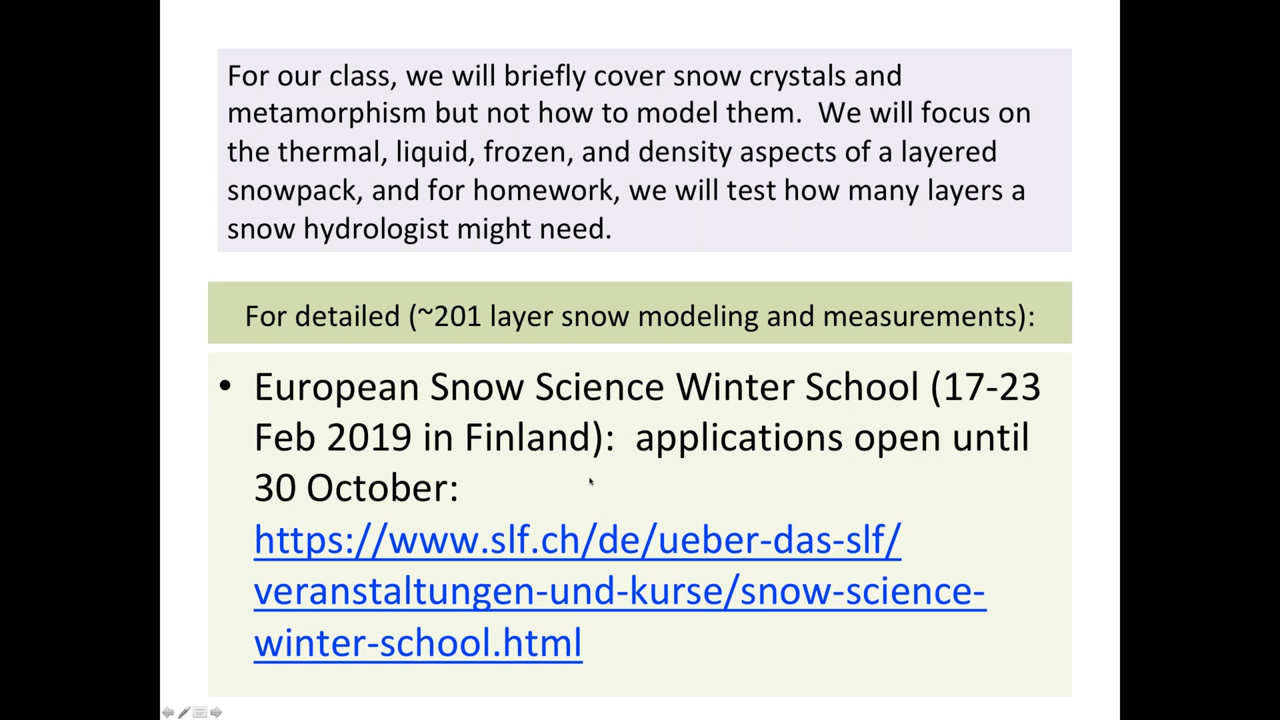 For our class, we will briefly cover snow crystals and
metamorphism but not how to model them.  We will focus on
the thermal, liquid, frozen, and density aspects of a layered
snowpack, and for homework, we will test how many layers a
snow hydrologist might need.
For detailed (~201 layer snow modeling and measurements):
• European Snow Science Winter School (17-23
Feb 2019 in Finland):  applications open until
30 October:
https://www.slf.ch/de/ueber-das-slf/
veranstaltungen-und-kurse/snow-science-
winter-school.html